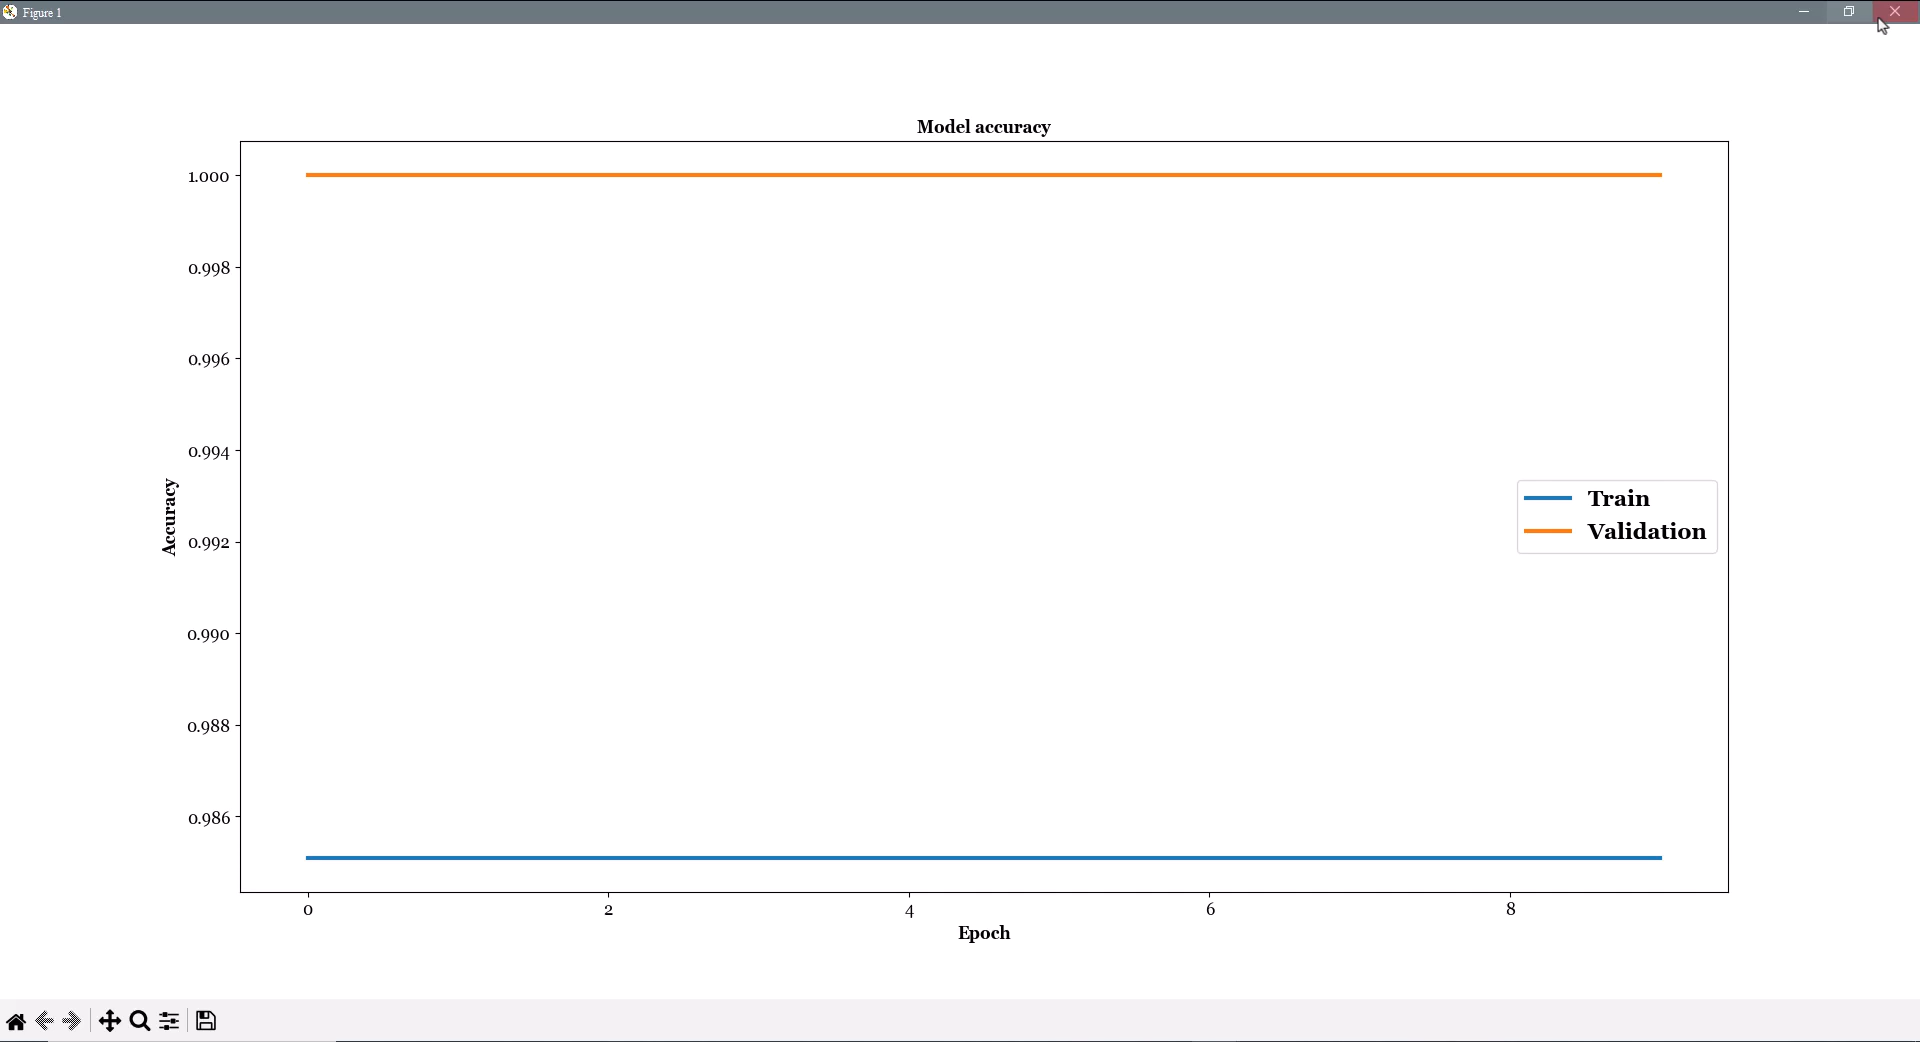 Figure 1
Model accuracy
1.000
0.998
0.996
0.994
0.992
0.990
0.988
0.986
Accuracy
Train
Validation
0 2 4 6 8
Epoch